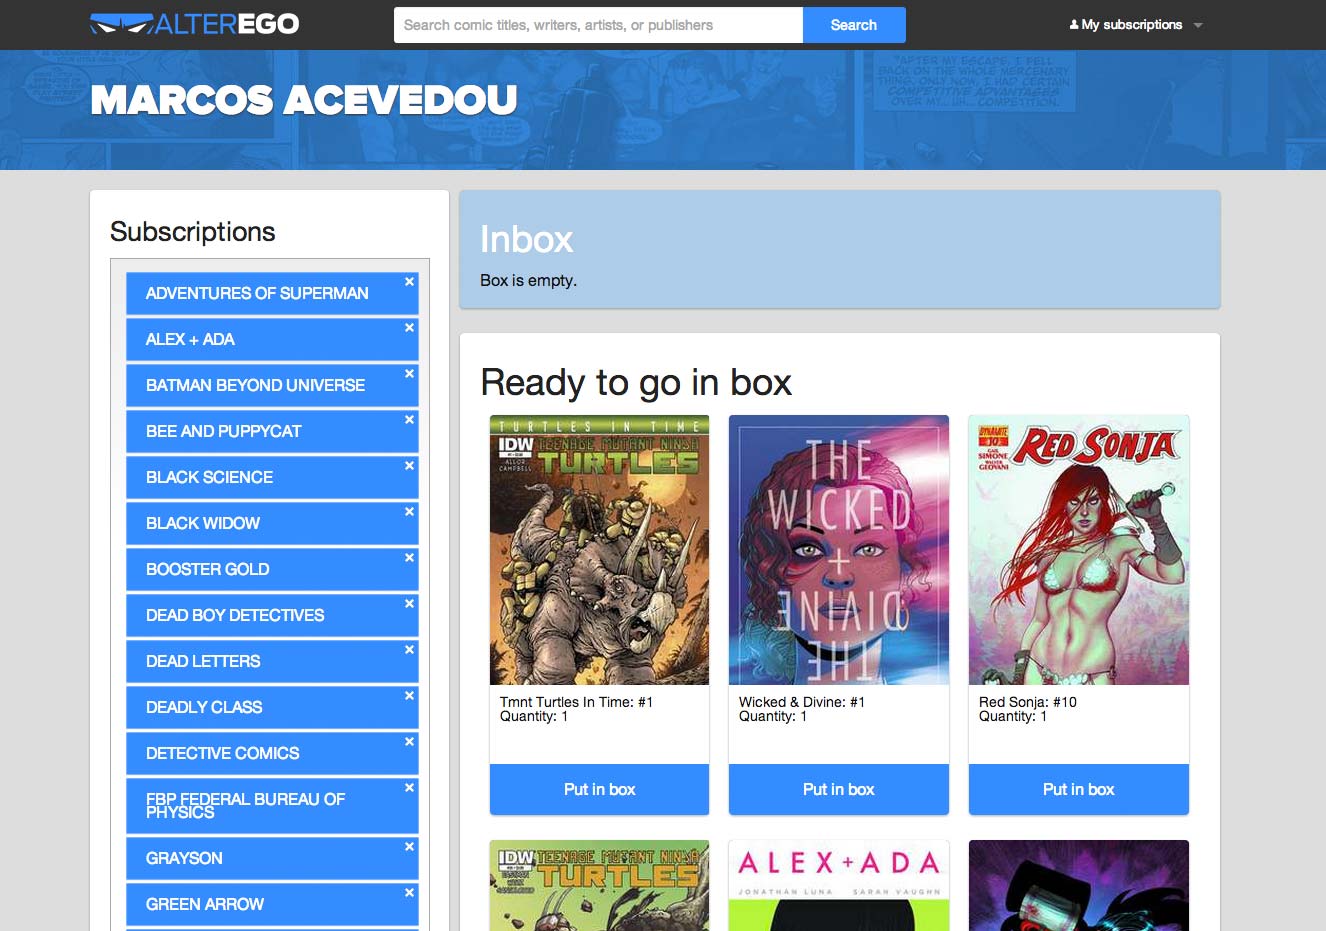 ALTEREGO
Search comic titles, writers, artists, or publishers
Search
My subscriptions
"AFTER MY ESCAPE, I FELL
BACK ON THE WHOLE MERCENARY
THING. ONLY NOW, I HAD CERTAIN
COMPETITIVE ADVANTAGES
OVER MY... UH... COMPETITION.
MARCOS ACEVEDOU
Subscriptions
ADVENTURES OF SUPERMAN
ALEX + ADA
BATMAN BEYOND UNIVERSE
BEE AND PUPPYCAT
BLACK SCIENCE
BLACK WIDOW
BOOSTER GOLD
DEAD BOY DETECTIVES
DEAD LETTERS
DEADLY CLASS
DETECTIVE COMICS
FBP FEDERAL BUREAU OF
PHYSICS
GRAYSON
GREEN ARROW
Inbox
Box is empty.
Ready to go in box
TURTLES IN TIME
IDW
TEENAGE MUTANT NINJA
TURTLES
ALLOR
CAMPBELL
Tmnt Turtles In Time: #1
Quantity: 1
Put in box
THE
WICKED
+
DIVINE
THE
Wicked & Divine: #1
Quantity: 1
Put in box
DYNAMITE
10
RED SONJA
GAIL
SIMONE
WALTER
GEOVANI
Red Sonja: #10
Quantity: 1
Put in box
IDW
TEENAGE MUTANT NINJA
TURTLES
ALEX + ADA
JONATHAN LUNA SARAH VAUGHN